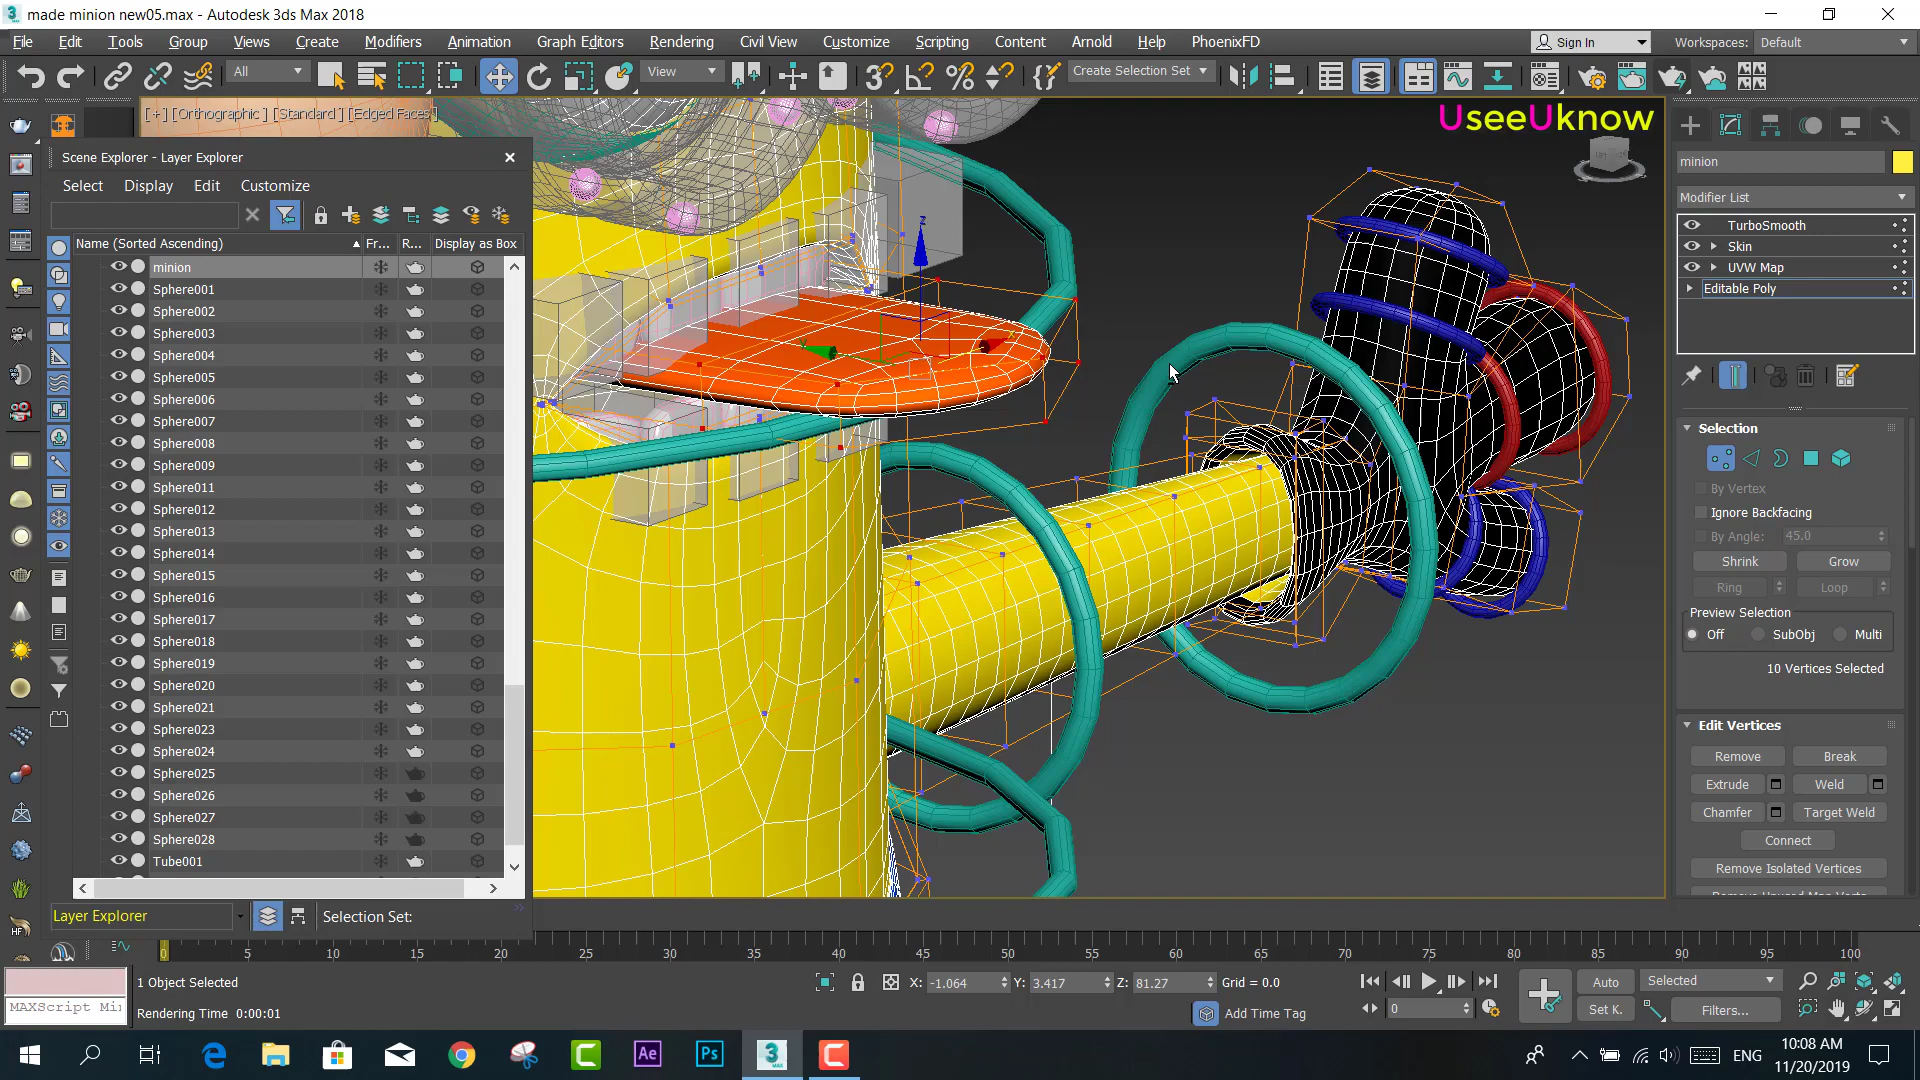 made minion new05.max - Autodesk 3ds Max 2018
File Edit Tools Group Views Create Modifiers Animation Graph Editors Rendering Civil View Customize Scripting Content Arnold Help PhoenixFD Sign In Workspaces: Default
All View Create Selection Set
[+] [Orthographic ] [Standard ] [Edged Faces ]
UseeUknow
Scene Explorer - Layer Explorer
Select Display Edit Customize
Name (Sorted Ascending) Fr... R... Display as Box
minion
Sphere001
Sphere002
Sphere003
Sphere004
Sphere005
Sphere006
Sphere007
Sphere008
Sphere009
Sphere011
Sphere012
Sphere013
Sphere014
Sphere015
Sphere016
Sphere017
Sphere018
Sphere019
Sphere020
Sphere021
Sphere023
Sphere024
Sphere025
Sphere026
Sphere027
Sphere028
Tube001
Layer Explorer Selection Set:
z
y
x
minion
Modifier List
TurboSmooth
Skin
UVW Map
Editable Poly
Selection
By Vertex
Ignore Backfacing
By Angle: 45.0
Shrink Grow
Ring Loop
Preview Selection
Off SubObj Multi
10 Vertices Selected
Edit Vertices
Remove Break
Extrude Weld
Chamfer Target Weld
Connect
Remove Isolated Vertices
0 5 10 15 20 25 30 35 40 45 50 55 60 65 70 75 80 85 90 95 100
1 Object Selected X: -1.064 Y: 3.417 Z: 81.27 Grid = 0.0 Auto Selected
MAXScript Mi Rendering Time 0:00:01 Add Time Tag 0 Set K. Filters...
HF
Ae Ps 3 MAX C ENG 10:08 AM
11/20/2019